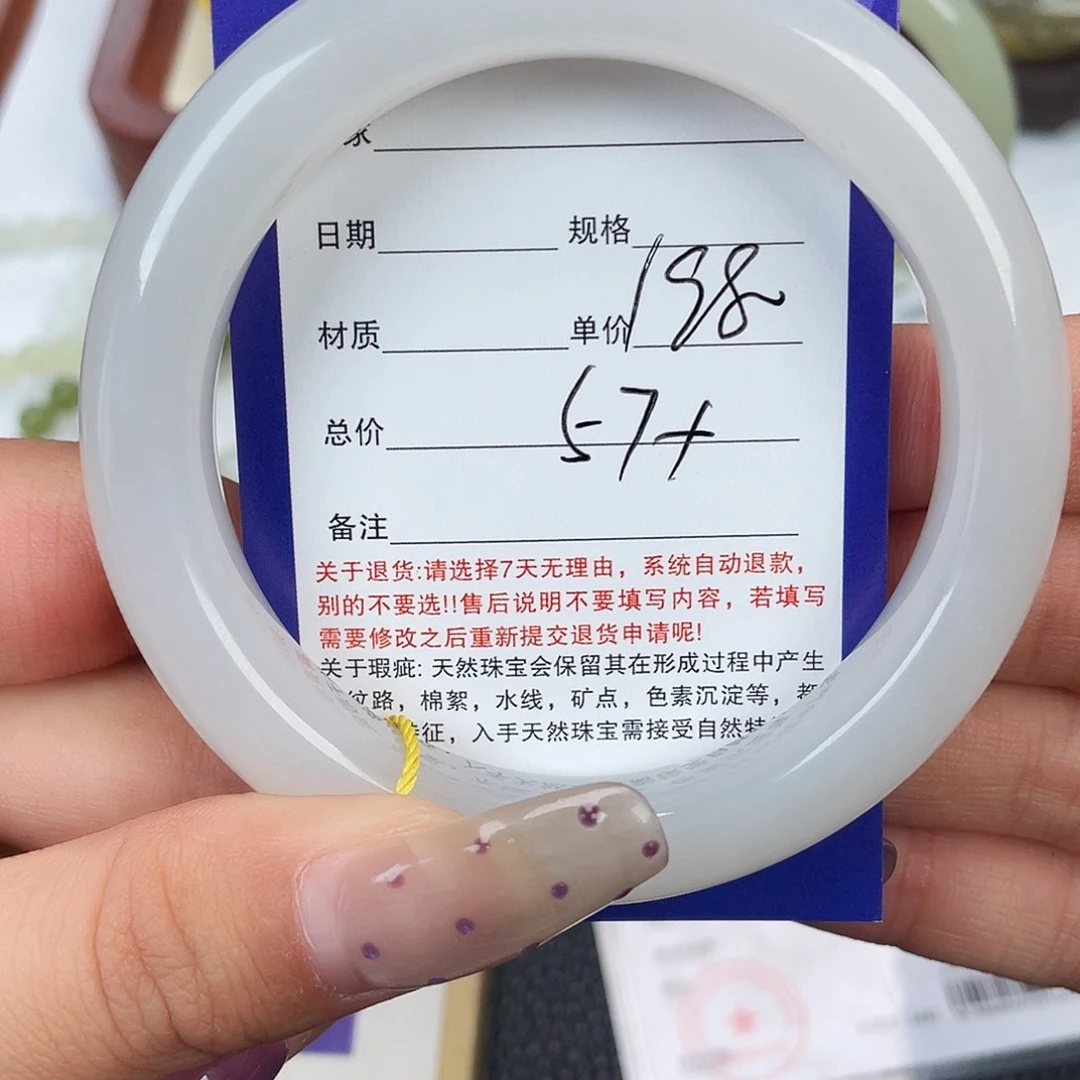 家
日期 规格
材质 单价 198
总价 57+
备注
关于退货:请选择7天无理由，系统自动退款，
别的不要选!!售后说明不要填写内容，若填写
需要修改之后重新提交退货申请呢!
关于瑕疵: 天然珠宝会保留其在形成过程中产生
纹路，棉絮，水线，矿点，色素沉淀等，都
特征，入手天然珠宝需接受自然特